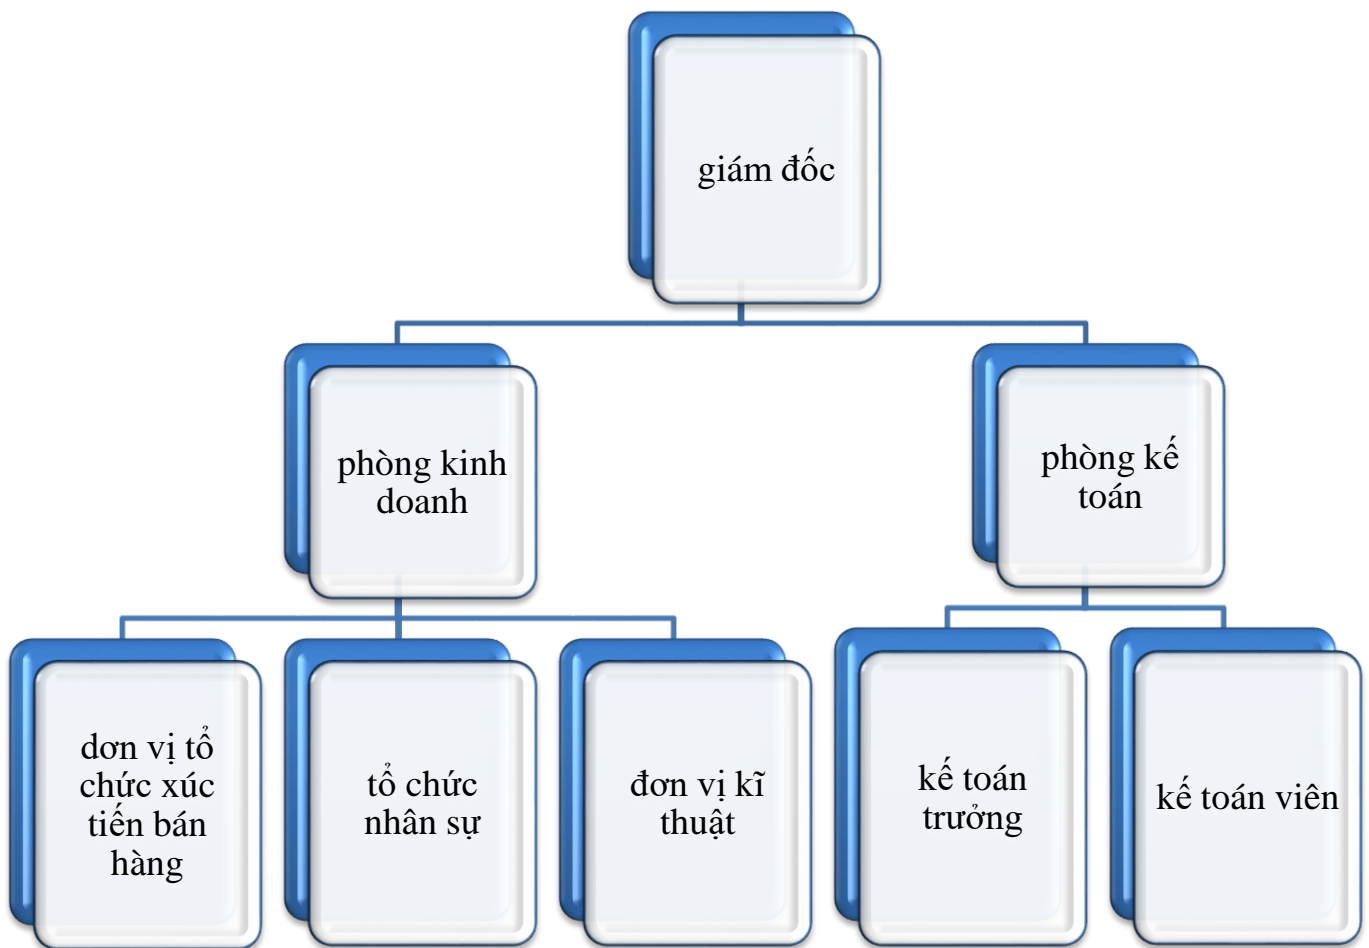 giám đốc
phòng kinh
doanh
phòng kế
toán
dơn vị tổ
chức xúc
tiến bán
hàng
tổ chức
nhân sự
đơn vị kĩ
thuật
kế toán
trưởng
kế toán viên